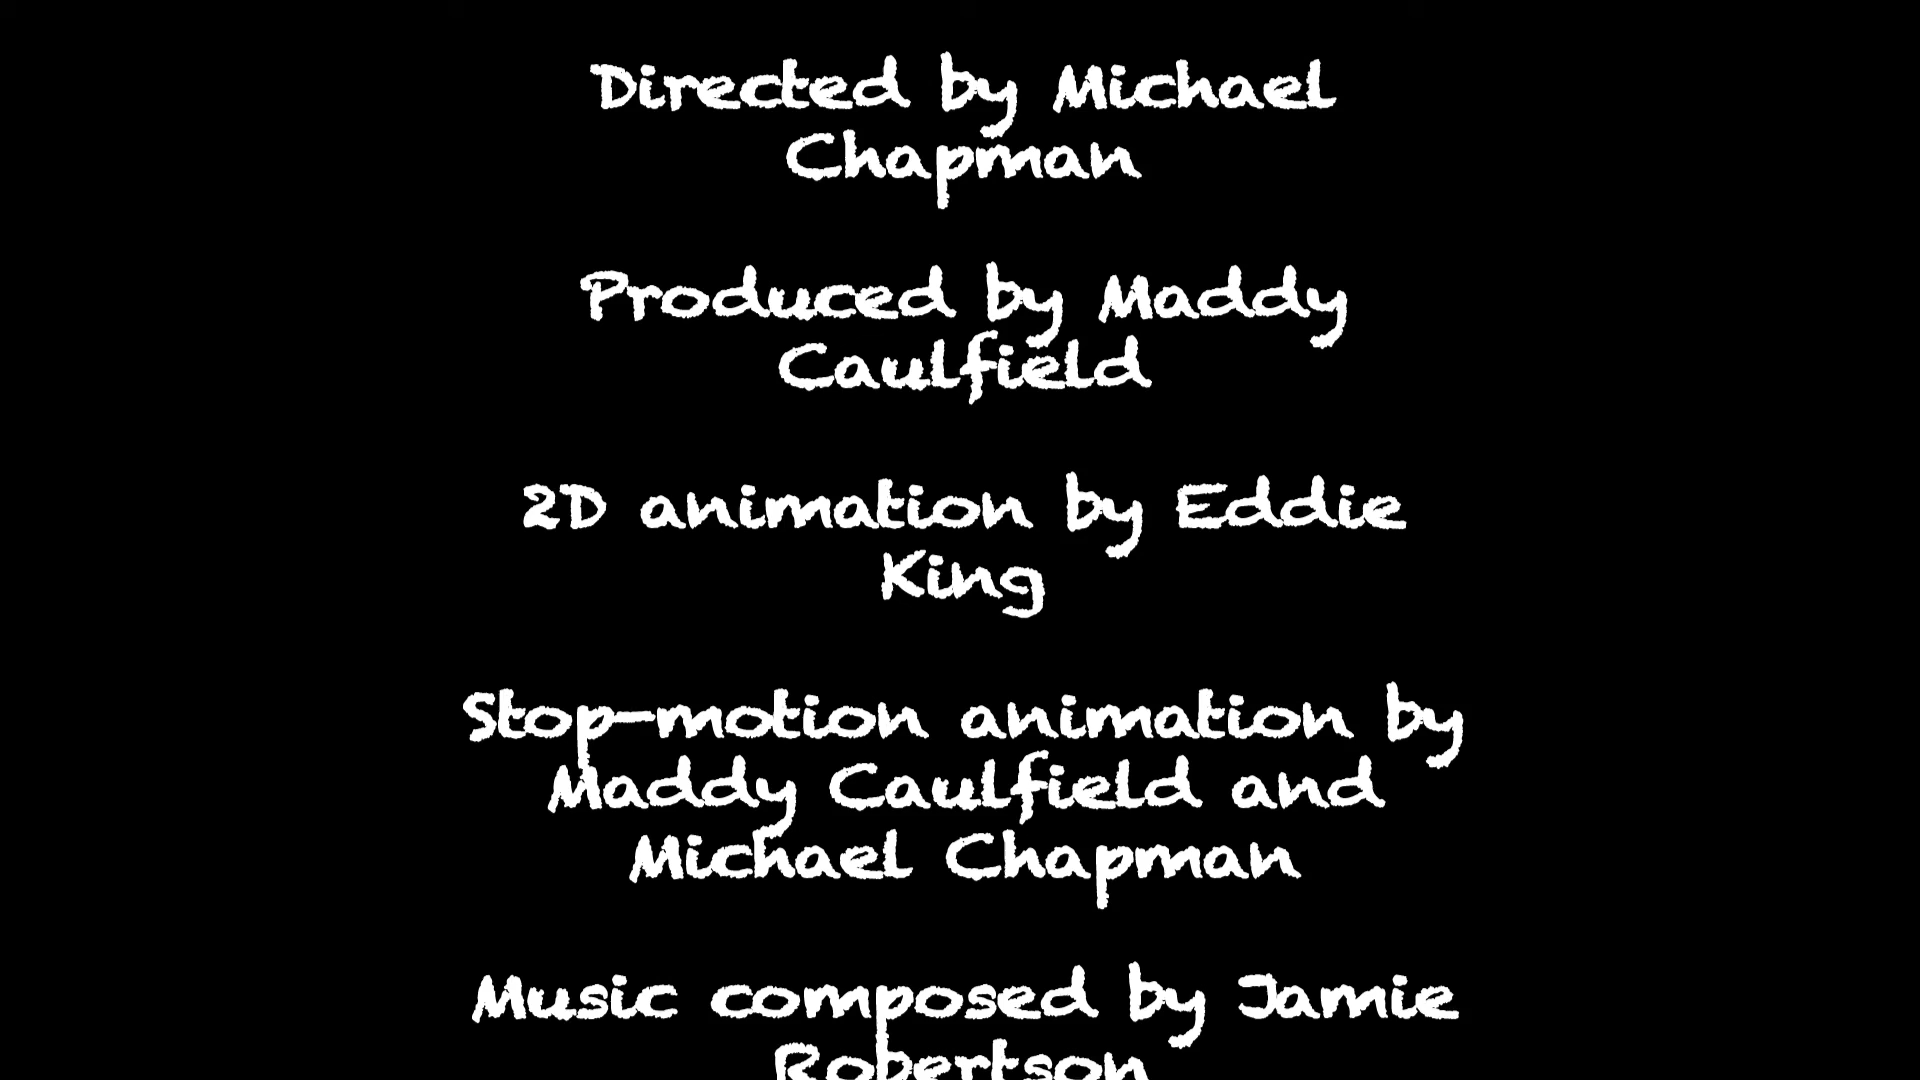 Directed by Michael
Chapman
Produced by Maddy
Caulfield
2D animation by Eddie
King
Stop-motion animation by
Maddy Caulfield and
Michael Chapman
Music composed by Jamie
Robertson